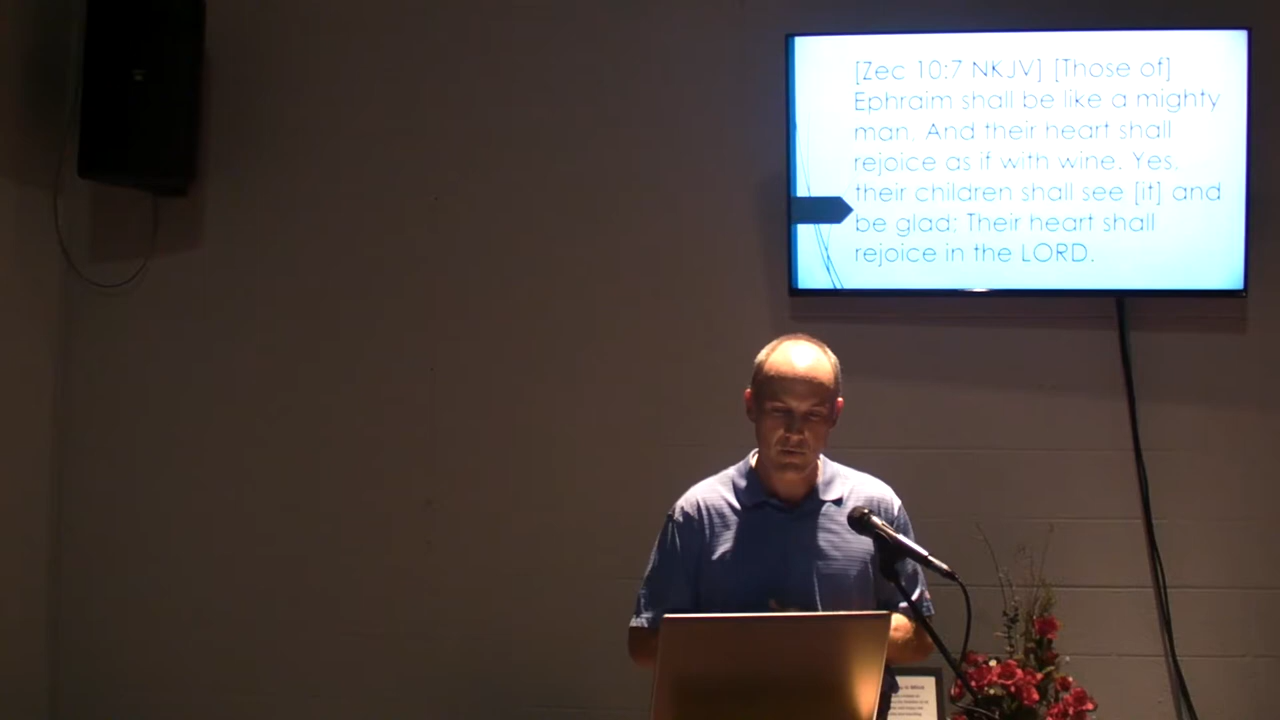 [Zec 10:7 NKJV] [Those of]
Ephraim shall be like a mighty
man, And their heart shall
rejoice as if with wine. Yes,
their children shall see [it] and
be glad; Their heart shall
rejoice in the LORD.